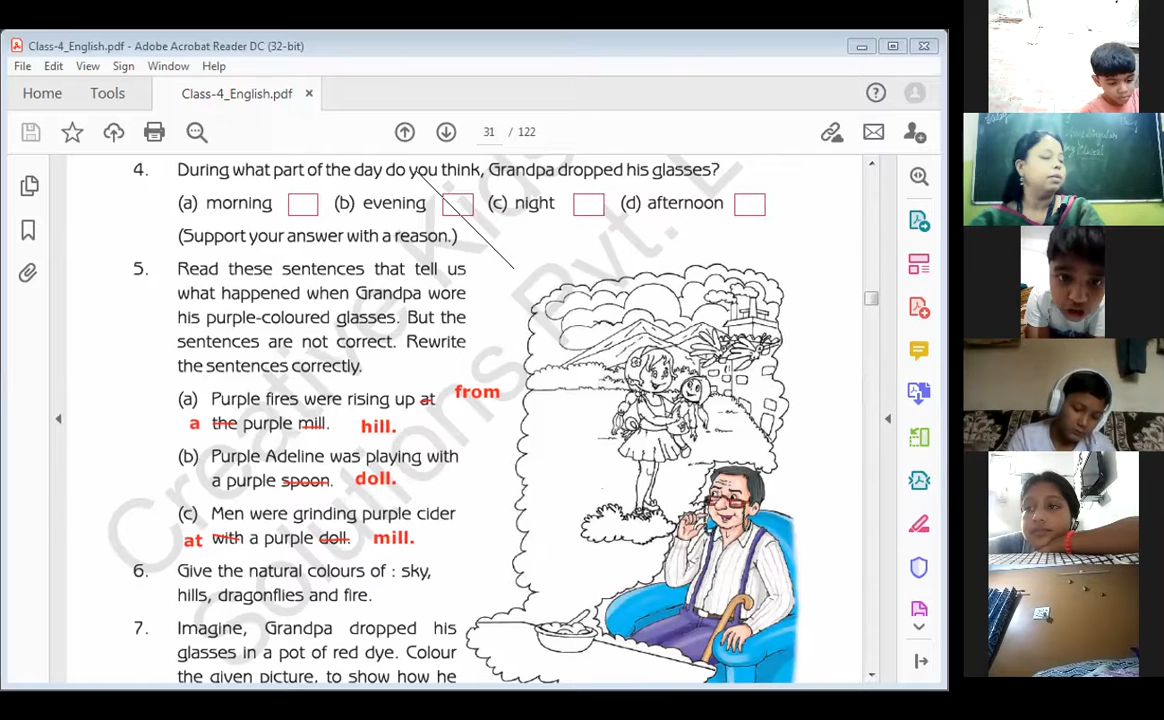 Class-4_English.pdf - Adobe Acrobat Reader DC (32-bit)
File Edit View Sign Window Help
Home Tools Class-4_English.pdf ×
31 / 122
4. During what part of the day do you think, Grandpa dropped his glasses?
(a) morning (b) evening (c) night (d) afternoon
(Support your answer with a reason.)
5. Read these sentences that tell us
what happened when Grandpa wore
his purple-coloured glasses. But the
sentences are not correct. Rewrite
the sentences correctly.
(a) Purple fires were rising up at from
a the purple mill. hill.
(b) Purple Adeline was playing with
a purple spoon. doll.
(c) Men were grinding purple cider
at with a purple doll. mill.
6. Give the natural colours of : sky,
hills, dragonflies and fire.
7. Imagine, Grandpa dropped his
glasses in a pot of red dye. Colour
the given picture, to show how he
Creative Kids
Solutions Pvt. L